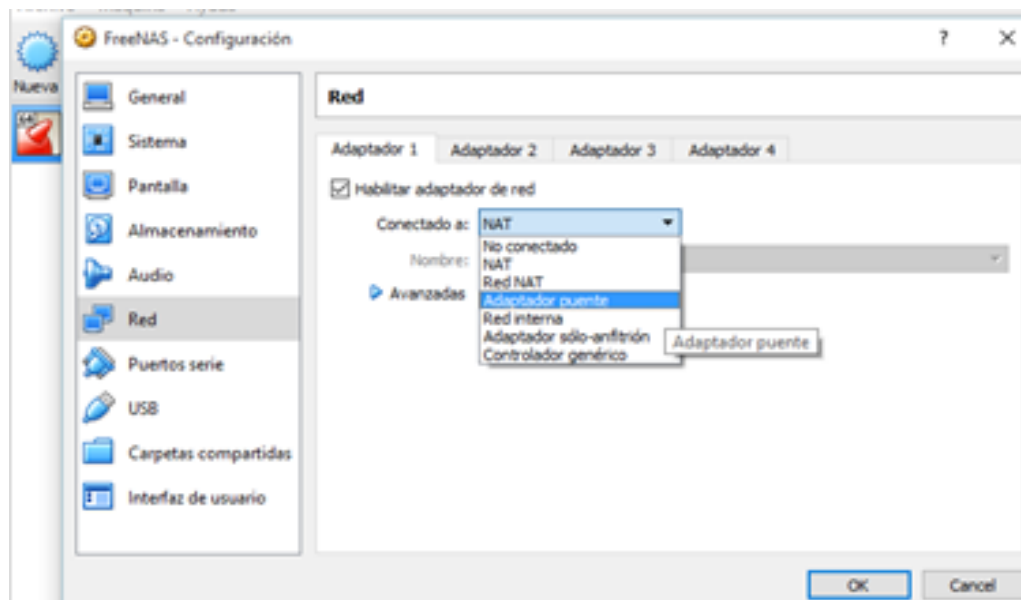 FreeNAS - Configuración
? ×
Nueva
64
General
Sistema
Pantalla
Almacenamiento
Audio
Red
Puertos serie
USB
Carpetas compartidas
Interfaz de usuario
Red
Adaptador 1 Adaptador 2 Adaptador 3 Adaptador 4
Habilitar adaptador de red
Conectado a: NAT
Nombre:
Avanzadas
No conectado
NAT
Red NAT
Adaptador puente
Red interna
Adaptador sólo-anfitrión
Controlador genérico
Adaptador puente
OK Cancel